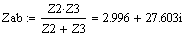 Zab := Z2·Z3 / (Z2 + Z3) = 2.996 + 27.603i